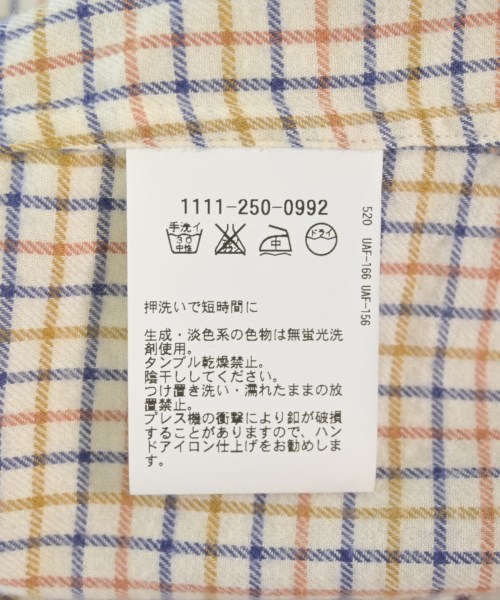 1111-250-0992
手洗イ
30
中性
中
ドライ
押洗いで短時間に
生成・淡色系の色物は無蛍光洗
剤使用。
タンブル乾燥禁止。
陰干ししてください。
つけ置き洗い・濡れたままの放
置禁止。
プレス機の衝撃により釦が破損
することがありますので、ハン
ドアイロン仕上げをお勧めしま
す。
520 UAF-166 UAF-156